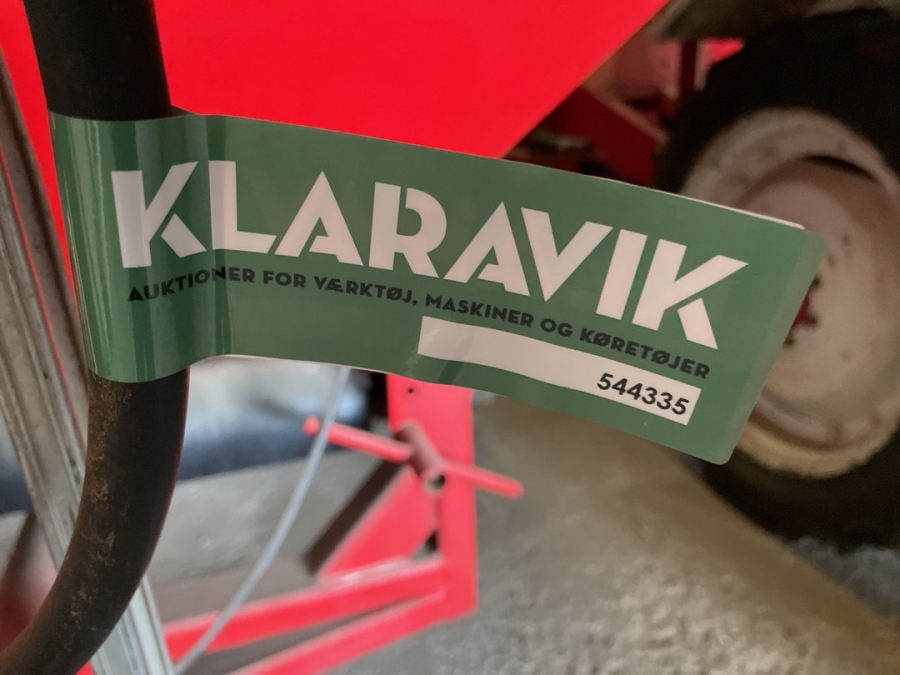 KLARAVIK
AUKTIONER FOR VÆRKTØJ, MASKINER OG KØRETØJER
544335